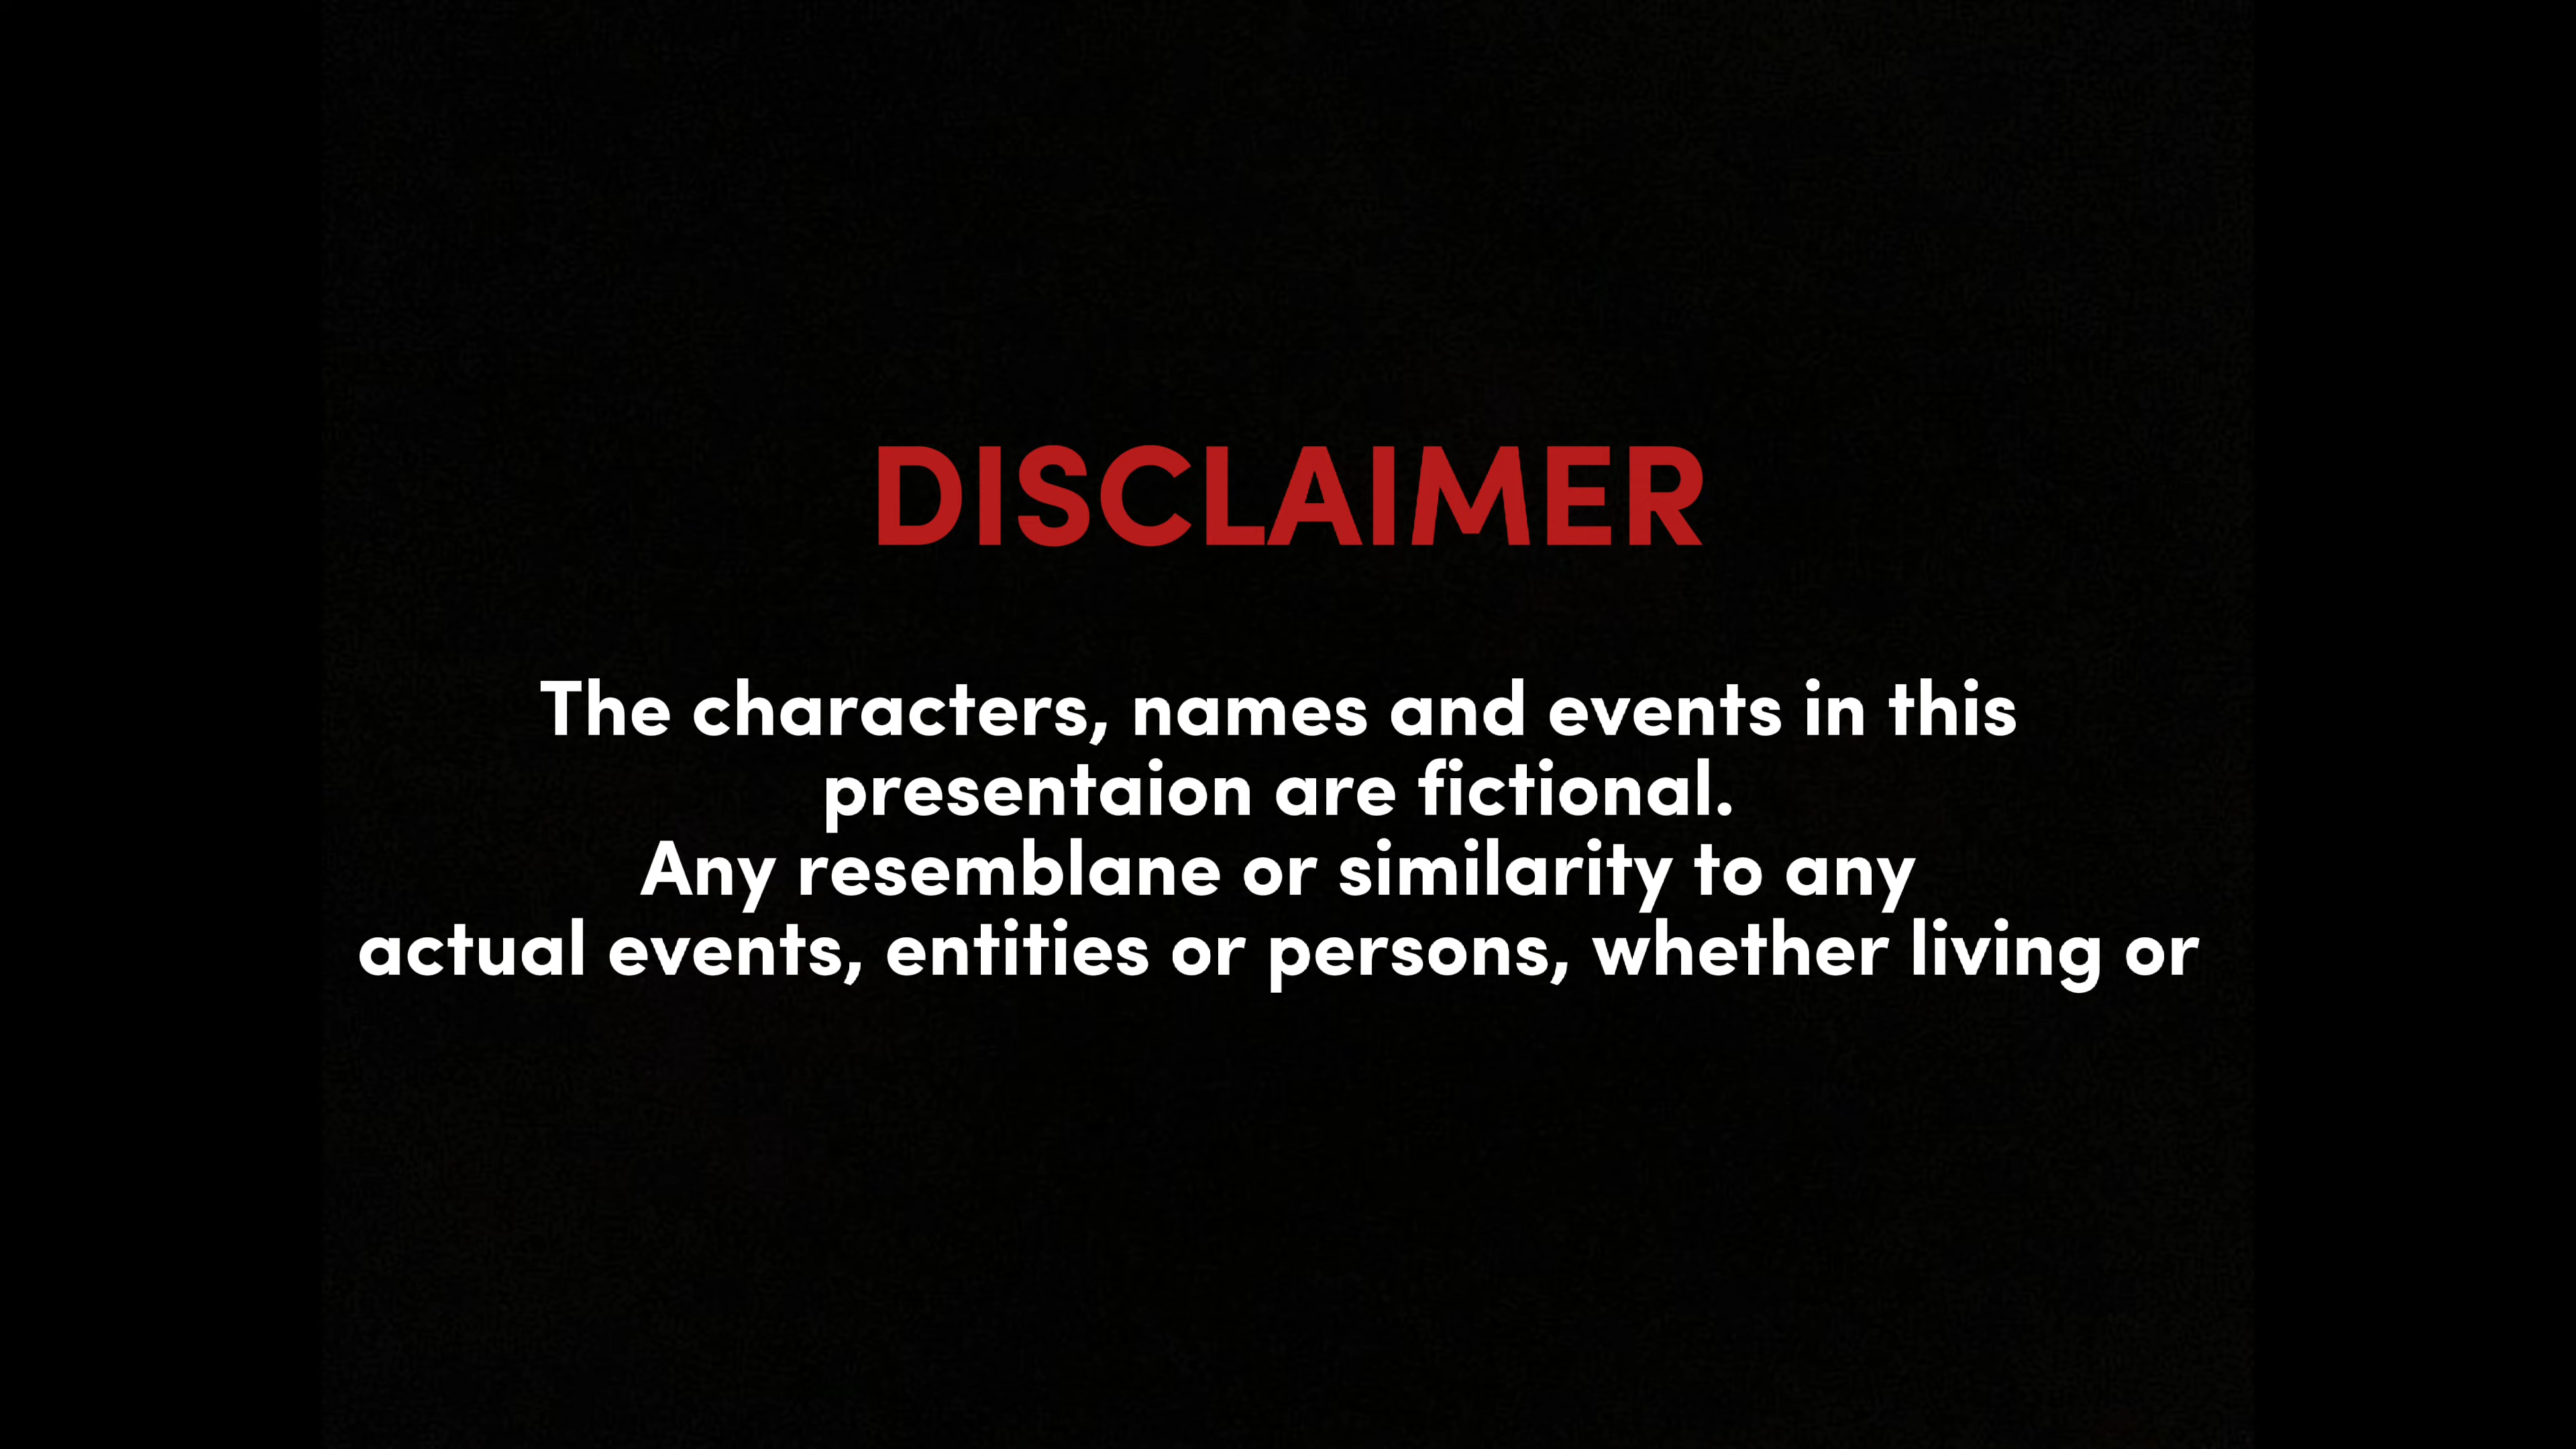 DISCLAIMER
The characters, names and events in this
presentaion are fictional.
Any resemblane or similarity to any
actual events, entities or persons, whether living or